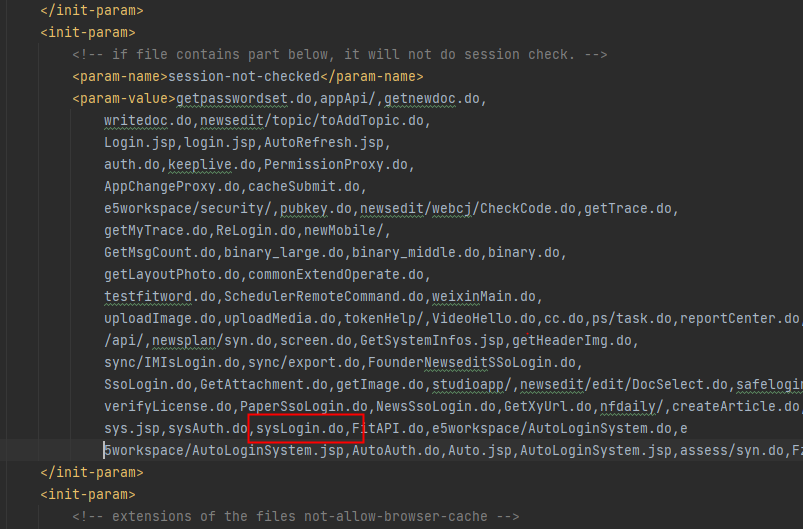 </init-param>
<init-param>
<!-- if file contains part below, it will not do session check. -->
<param-name>session-not-checked</param-name>
<param-value>getpasswordset.do,appApi/,getnewdoc.do,
writedoc.do,newsedit/topic/toAddTopic.do,
Login.jsp,login.jsp,AutoRefresh.jsp,
auth.do,keeplive.do,PermissionProxy.do,
AppChangeProxy.do,cacheSubmit.do,
e5workspace/security/,pubkey.do,newsedit/webcj/CheckCode.do,getTrace.do,
getMyTrace.do,ReLogin.do,newMobile/,
GetMsgCount.do,binary_large.do,binary_middle.do,binary.do,
getLayoutPhoto.do,commonExtendOperate.do,
testfitword.do,SchedulerRemoteCommand.do,weixinMain.do,
uploadImage.do,uploadMedia.do,tokenHelp/,VideoHello.do,cc.do,ps/task.do,reportCenter.do,
/api/,newsplan/syn.do,screen.do,GetSystemInfos.jsp,getHeaderImg.do,
sync/IMIsLogin.do,sync/export.do,FounderNewseditSSoLogin.do,
SsoLogin.do,GetAttachment.do,getImage.do,studioapp/,newsedit/edit/DocSelect.do,safelogin
verifyLicense.do,PaperSsoLogin.do,NewsSsoLogin.do,GetXyUrl.do,nfdaily/,createArticle.do,
sys.jsp,sysAuth.do,sysLogin.do,FitAPI.do,e5workspace/AutoLoginSystem.do,e
5workspace/AutoLoginSystem.jsp,AutoAuth.do,Auto.jsp,AutoLoginSystem.jsp,assess/syn.do,
</init-param>
<init-param>
<!-- extensions of the files not-allow-browser-cache -->